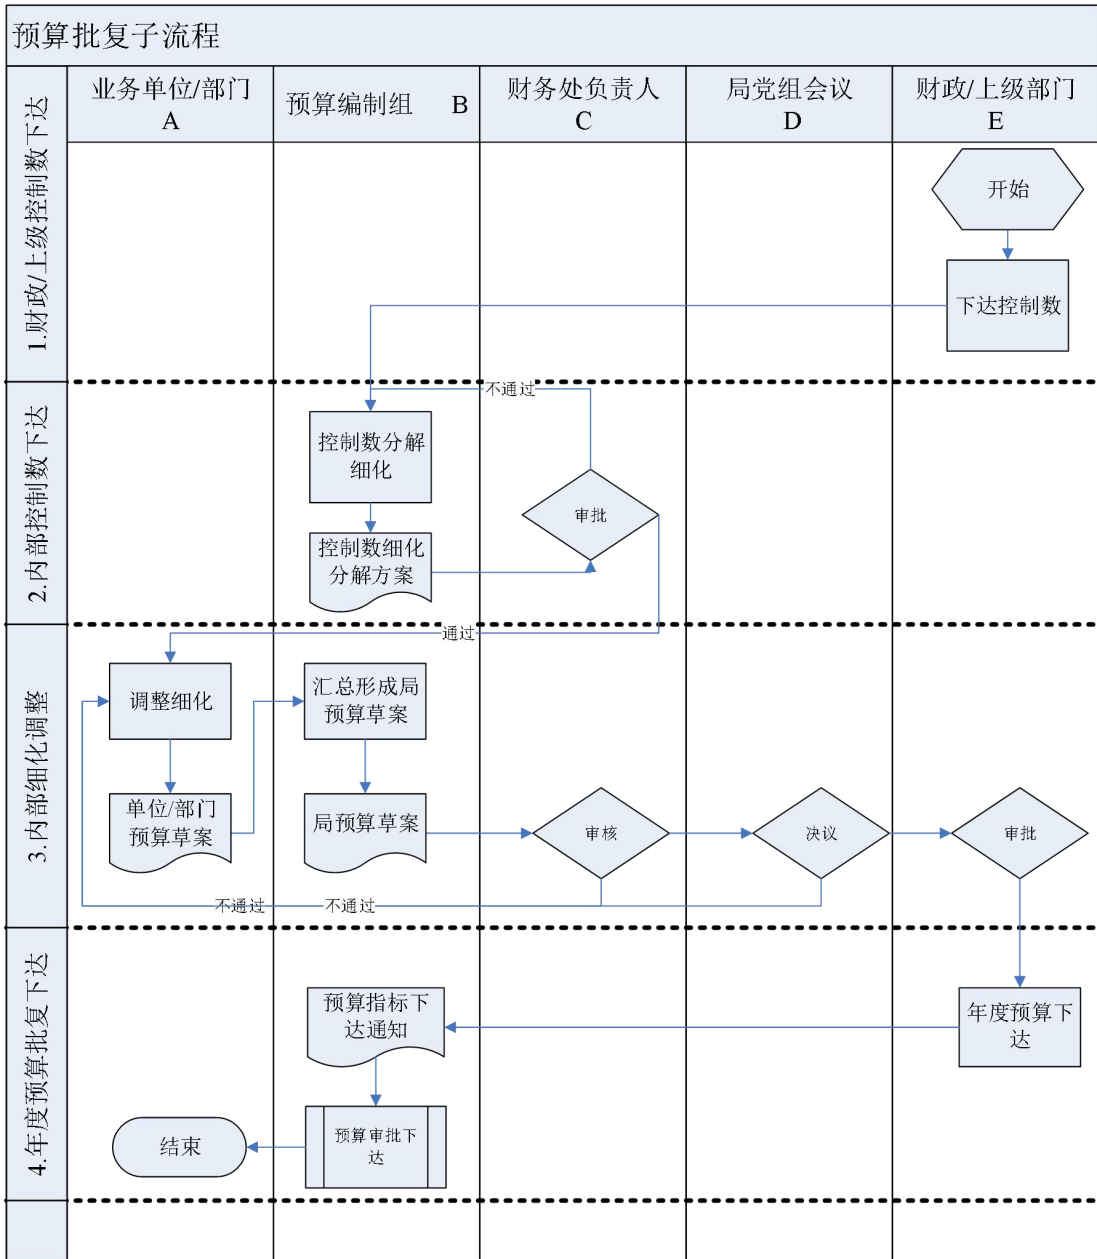 预算批复子流程
业务单位/部门
A
预算编制组 B
财务处负责人
C
局党组会议
D
财政/上级部门
E
1.财政/上级控制数下达
开始
下达控制数
2.内部控制数下达
不通过
控制数分解
细化
审批
控制数细化
分解方案
3.内部细化调整
通过
调整细化
汇总形成局
预算草案
单位/部门
预算草案
局预算草案
审核
决议
审批
不通过
不通过
4.年度预算批复下达
预算指标下
达通知
年度预算下
达
预算审批下
达
结束